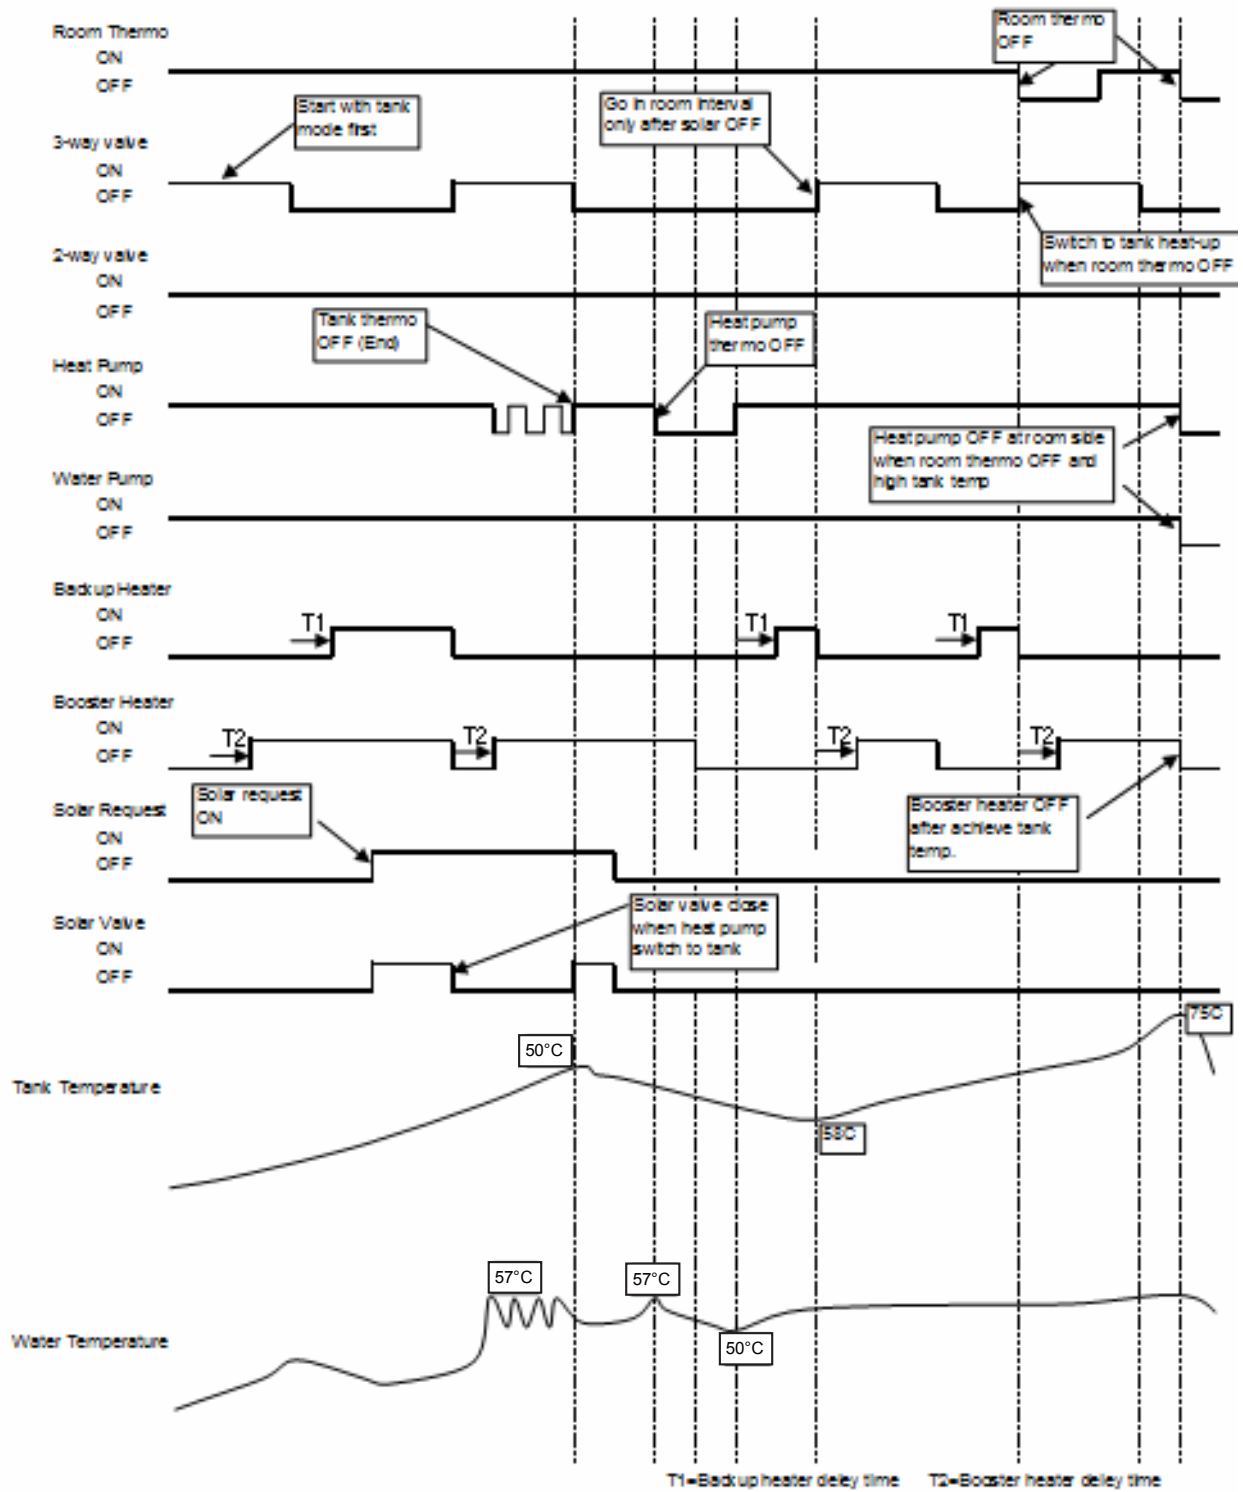 Room Thermo
ON
OFF
Room thermo
OFF
Start with tank
mode first
Go in room interval
only after solar OFF
3-way valve
ON
OFF
Switch to tank heat-up
when room thermo OFF
2-way valve
ON
OFF
Tank thermo
OFF (End)
Heat pump
thermo OFF
Heat Pump
ON
OFF
Heat pump OFF at room side
when room thermo OFF and
high tank temp
Water Pump
ON
OFF
Backup Heater
ON
OFF
T1
T1
T1
Booster Heater
ON
OFF
T2
T2
T2
T2
Solar request
ON
Booster heater OFF
after achieve tank
temp.
Solar Request
ON
OFF
Solar valve close
when heat pump
switch to tank
Solar Valve
ON
OFF
75C
50°C
Tank Temperature
58C
57°C
57°C
Water Temperature
50°C
T1=Backup heater deley time
T2=Booster heater deley time